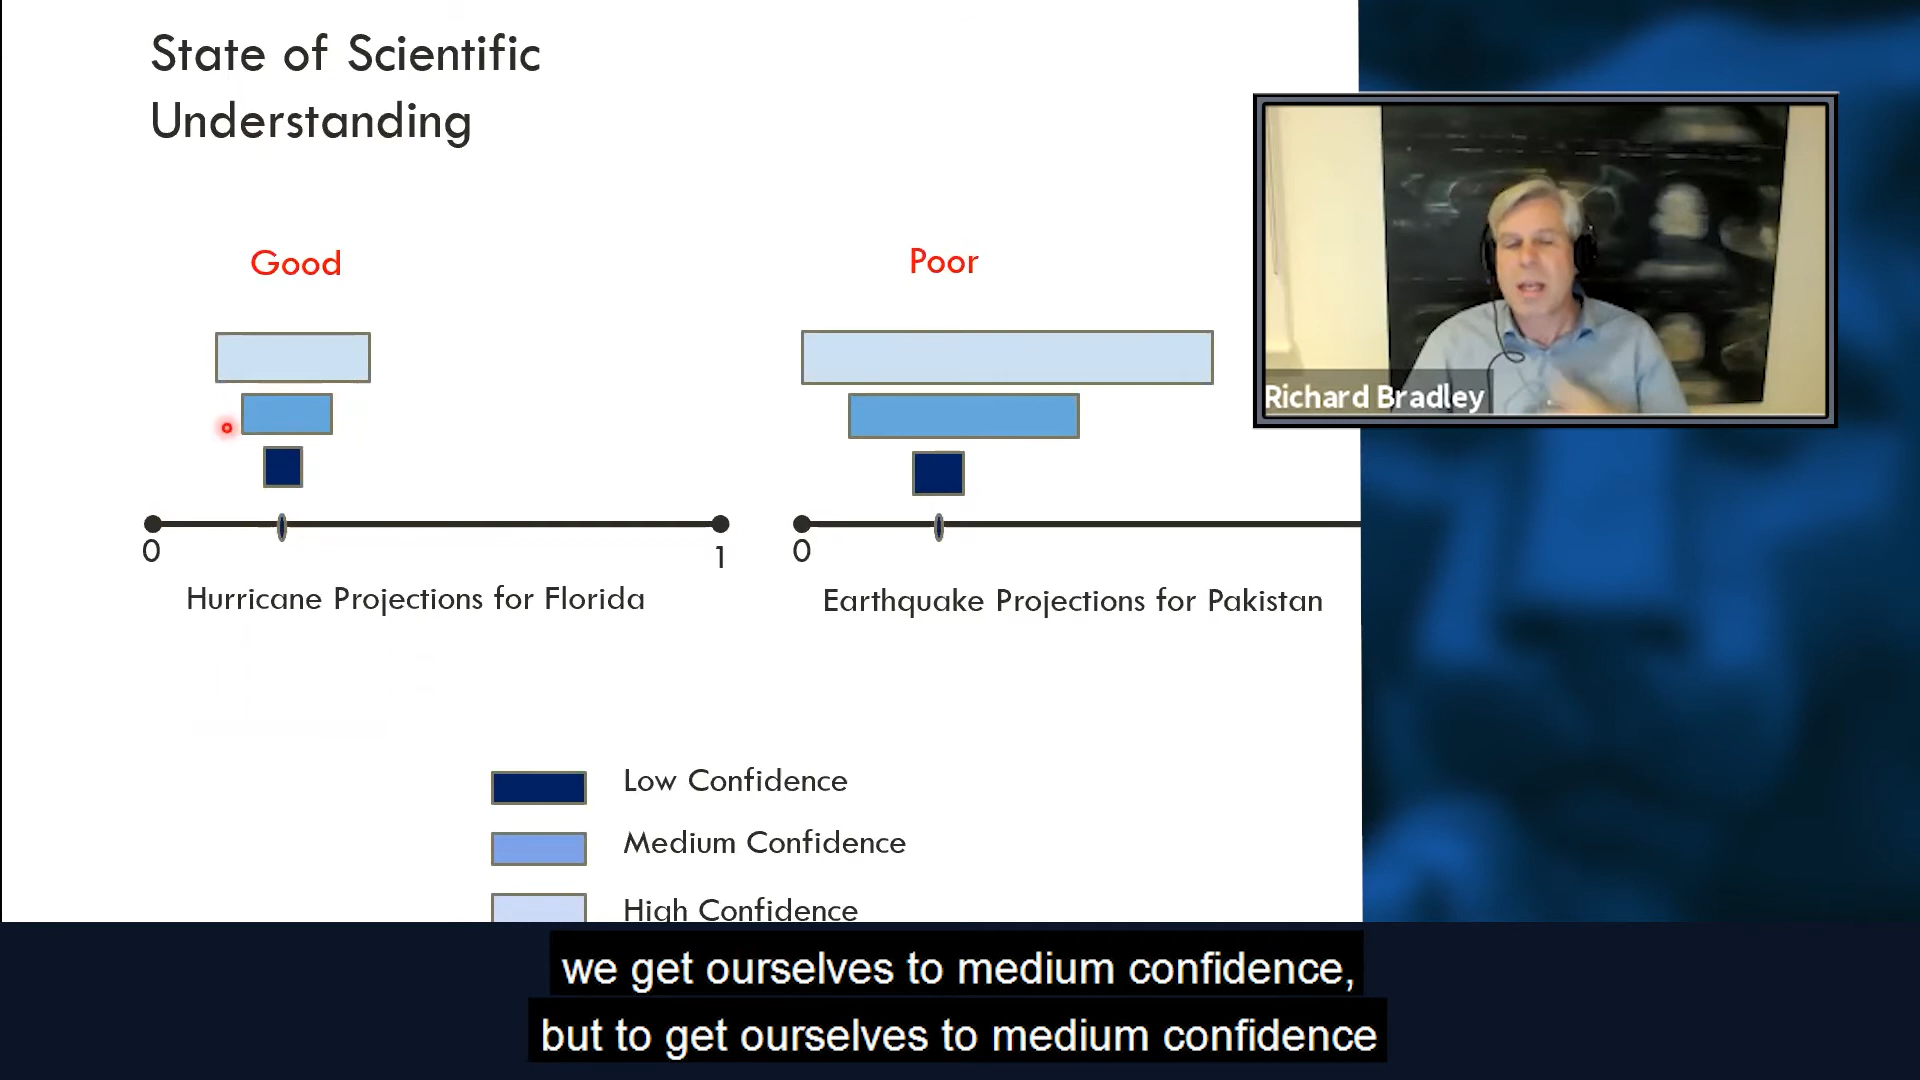 State of Scientific
Understanding
Good
Poor
Richard Bradley
0
1
0
Hurricane Projections for Florida
Earthquake Projections for Pakistan
Low Confidence
Medium Confidence
High Confidence
we get ourselves to medium confidence,
but to get ourselves to medium confidence